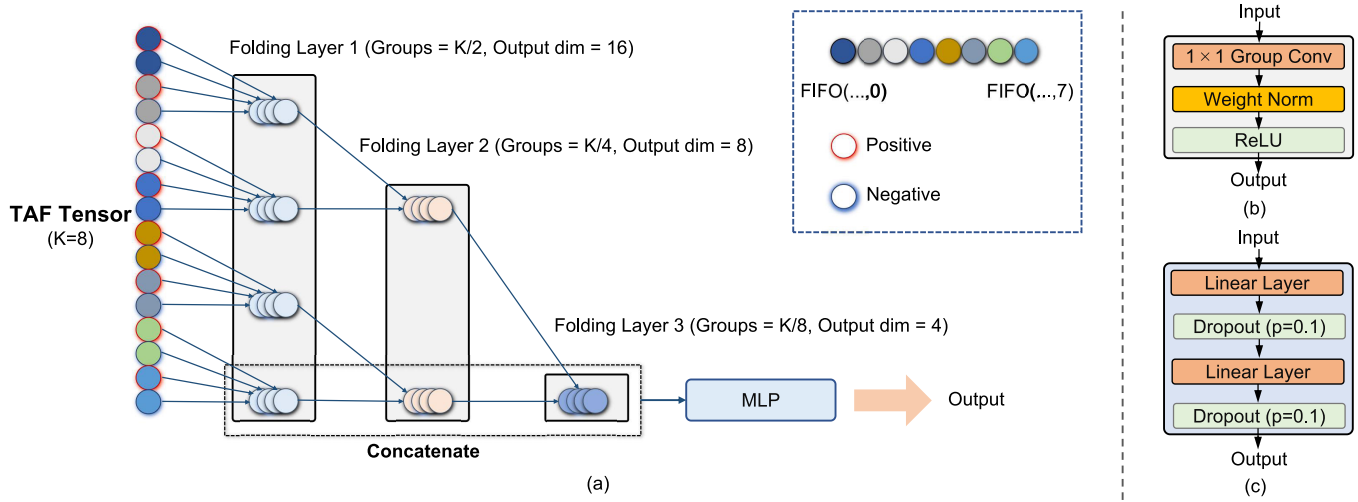 Folding Layer 1 (Groups = K/2, Output dim = 16)
Folding Layer 2 (Groups = K/4, Output dim = 8)
TAF Tensor
(K=8)
Folding Layer 3 (Groups = K/8, Output dim = 4)
MLP
Output
Concatenate
(a)
FIFO(...,0)
FIFO(...,7)
Positive
Negative
Input
1 × 1 Group Conv
Weight Norm
ReLU
Output
(b)
Input
Linear Layer
Dropout (p=0.1)
Linear Layer
Dropout (p=0.1)
Output
(c)